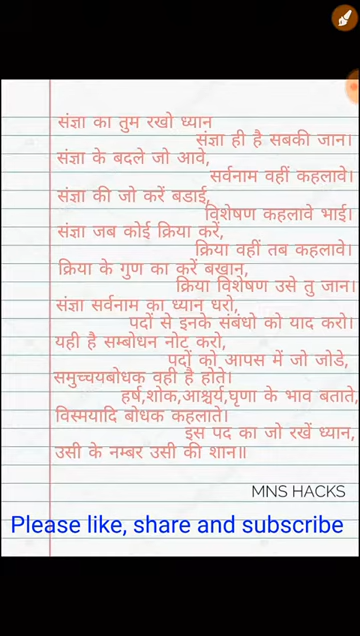 संज्ञा का तुम रखो ध्यान
संज्ञा ही है सबकी जान।
संज्ञा के बदले जो आवे,
सर्वनाम वहीं कहलावे।
संज्ञा की जो करें बडाई,
विशेषण कहलावे भाई।
संज्ञा जब कोई क्रिया करें,
क्रिया वहीं तब कहलावे।
क्रिया के गुण का करें बखान,
क्रिया विशेषण उसे तु जान।
संज्ञा सर्वनाम का ध्यान धरो,
पदों से इनके संबंधो को याद करो।
यही है सम्बोधन नोट करो,
पदों को आपस में जो जोडे,
समुच्चयबोधक वही है होते।
हर्ष,शोक,आश्चर्य,घृणा के भाव बताते,
विस्मयादि बोधक कहलाते।
इस पद का जो रखें ध्यान,
उसी के नम्बर उसी की शान॥
MNS HACKS
Please like, share and subscribe